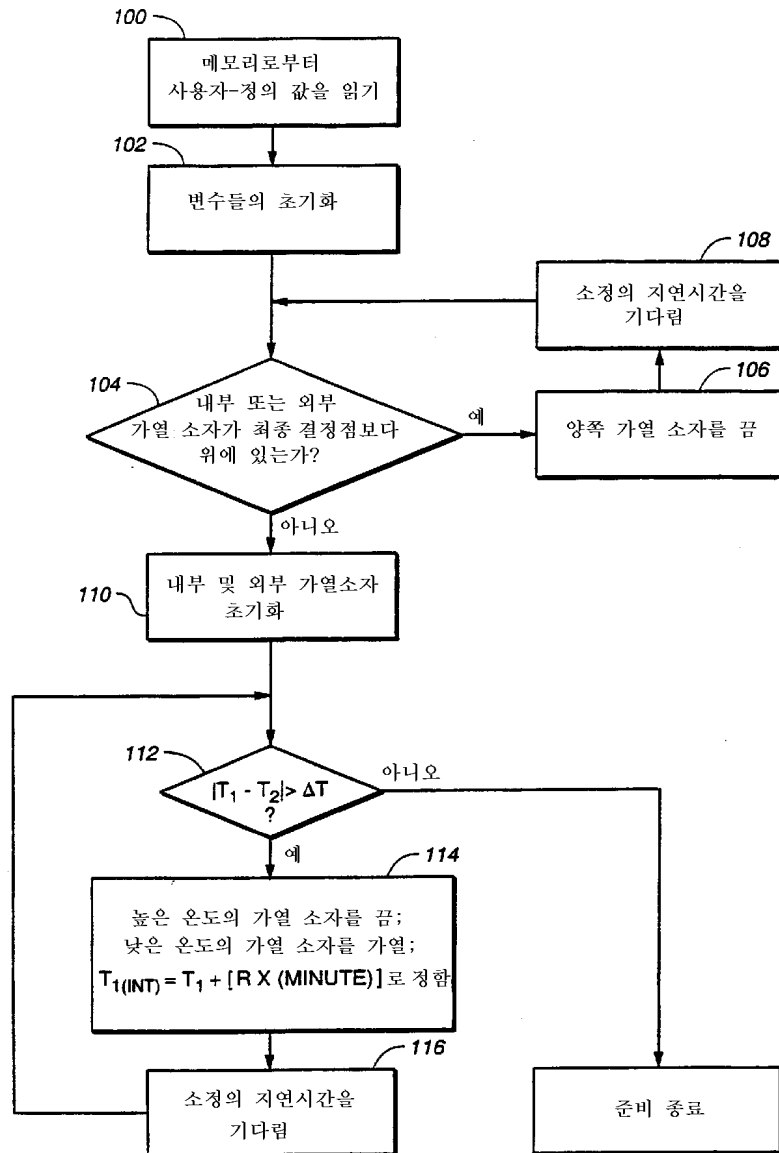 100
메모리로부터
사용자-정의 값을 읽기
102
변수들의 초기화
108
소정의 지연시간을
기다림
104
내부 또는 외부
가열 소자가 최종 결정점보다
위에 있는가?
예
106
양쪽 가열 소자를 끔
아니오
110
내부 및 외부 가열소자
초기화
112
|T₁ - T₂|> ΔT
?
아니오
예
114
높은 온도의 가열 소자를 끔;
낮은 온도의 가열 소자를 가열;
T₁₍INT₎ = T₁ + [R X (MINUTE)] 로 정함
116
소정의 지연시간을
기다림
준비 종료